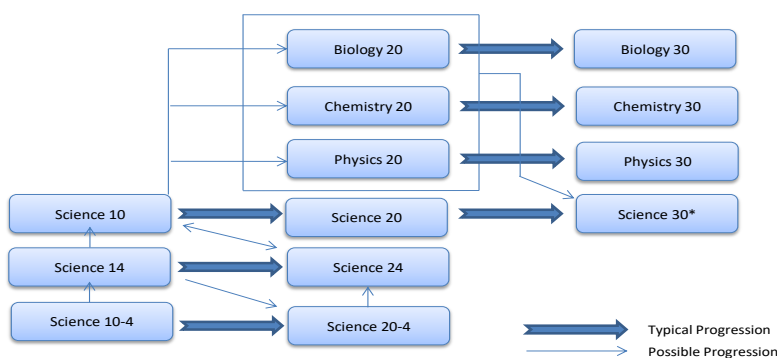 Biology 20
Biology 30
Chemistry 20
Chemistry 30
Physics 20
Physics 30
Science 10
Science 20
Science 30*
Science 14
Science 24
Science 10-4
Science 20-4
Typical Progression
Possible Progression